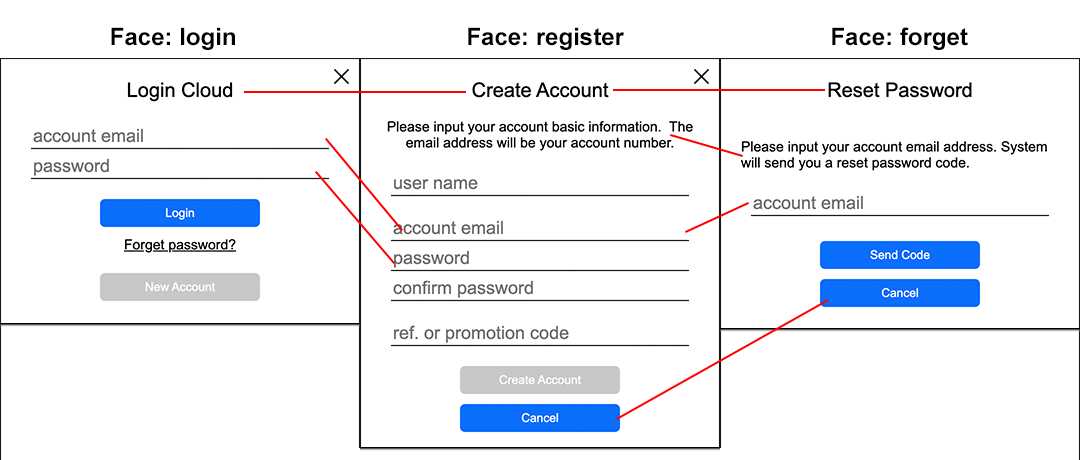 Face: login
Login Cloud
account email
password
Login
Forget password?
New Account
Face: register
Create Account
Please input your account basic information.  The
email address will be your account number.
user name
account email
password
confirm password
ref. or promotion code
Create Account
Cancel
Face: forget
Reset Password
Please input your account email address. System
will send you a reset password code.
account email
Send Code
Cancel